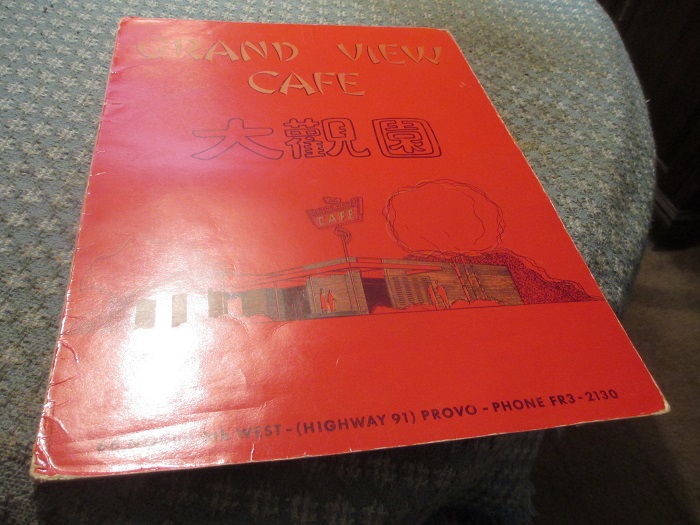 GRAND VIEW
CAFE
大觀園
CAFE
WEST - (HIGHWAY 91) PROVO - PHONE FR3-2130